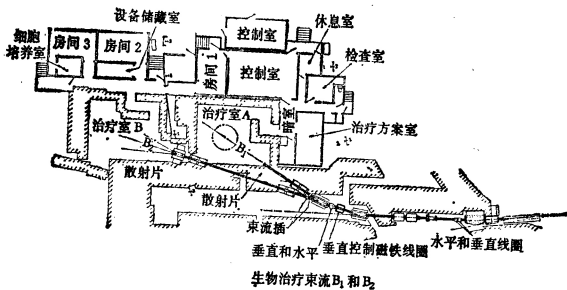 设备储藏室
休息室
细胞
培养室
房间3
房间2
控制室
检查室
房间1
控制室
暗室
治疗室A
治疗室B
治疗方案室
B₁
B₂
散射片
散射片
束流插
垂直和水平
垂直控制磁铁线圈
水平和垂直线圈
生物治疗束流B₁和B₂